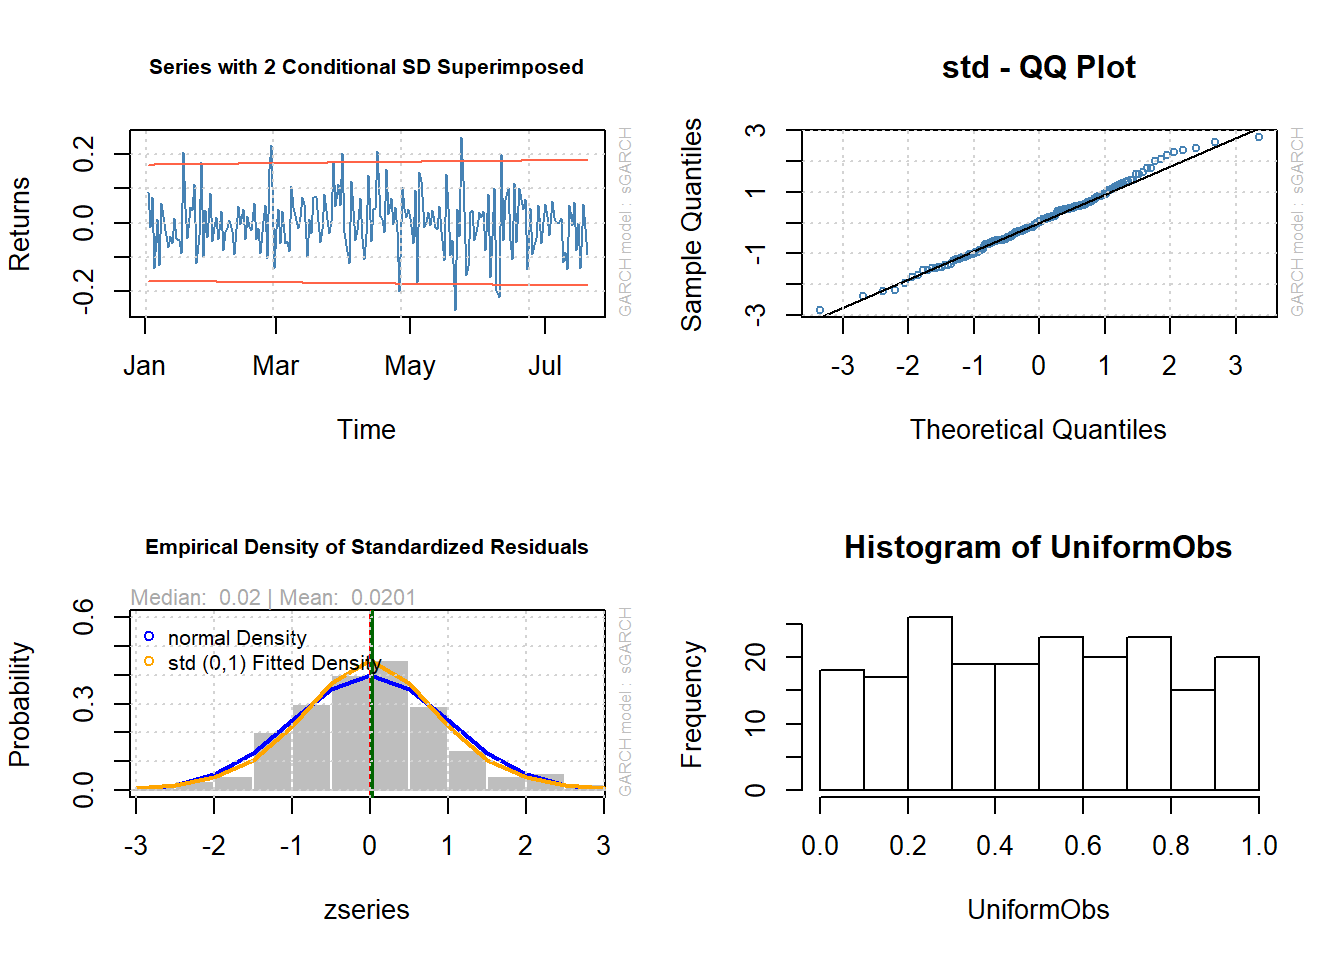 Series with 2 Conditional SD Superimposed
Returns
0.2
0.0
-0.2
Jan
Mar
May
Jul
Time
GARCH model : sGARCH
std - QQ Plot
Sample Quantiles
3
1
-1
-3
-3
-2
-1
0
1
2
3
Theoretical Quantiles
GARCH model : sGARCH
Empirical Density of Standardized Residuals
Median: 0.02 | Mean: 0.0201
normal Density
std (0,1) Fitted Density
Probability
0.6
0.3
0.0
-3
-2
-1
0
1
2
3
zseries
GARCH model : sGARCH
Histogram of UniformObs
Frequency
20
10
0
0.0
0.2
0.4
0.6
0.8
1.0
UniformObs